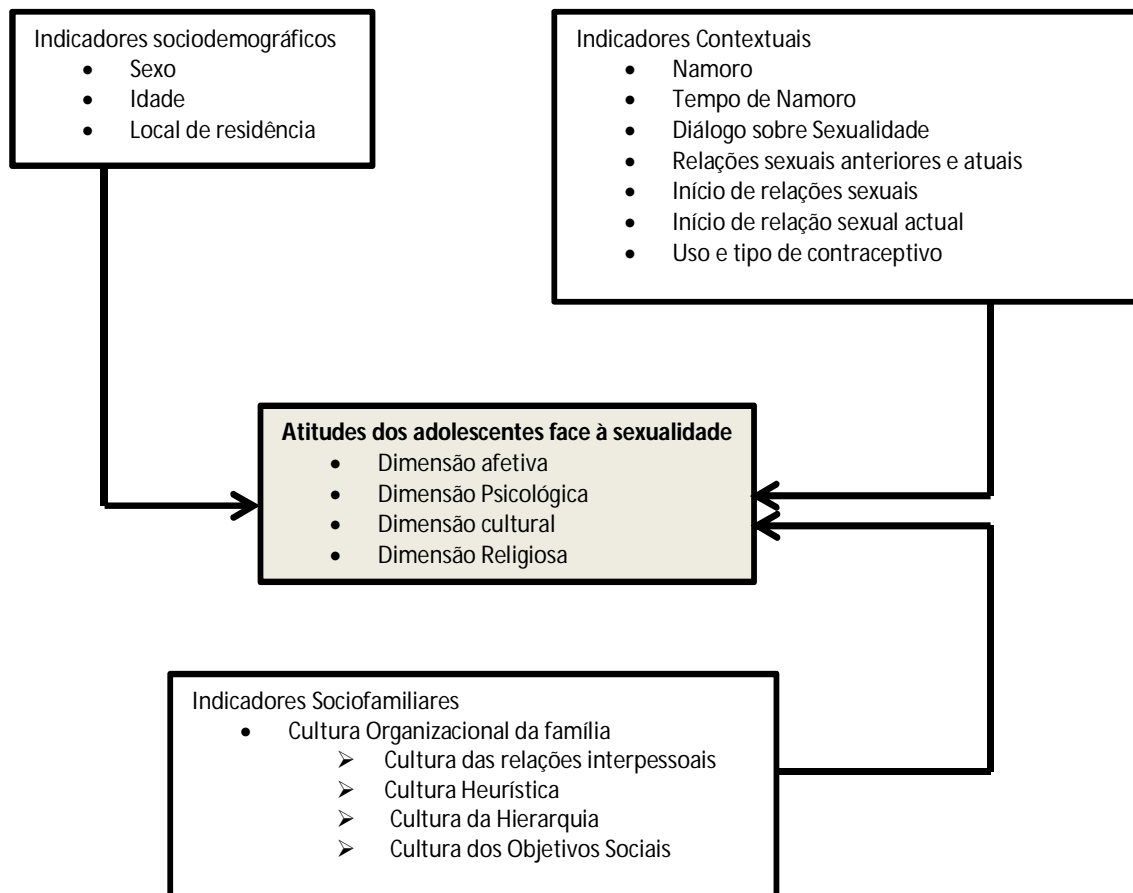 Indicadores sociodemográficos
• Sexo
• Idade
• Local de residência
Indicadores Contextuais
• Namoro
• Tempo de Namoro
• Diálogo sobre Sexualidade
• Relações sexuais anteriores e atuais
• Início de relações sexuais
• Início de relação sexual actual
• Uso e tipo de contraceptivo
Atitudes dos adolescentes face à sexualidade
• Dimensão afetiva
• Dimensão Psicológica
• Dimensão cultural
• Dimensão Religiosa
Indicadores Sociofamiliares
• Cultura Organizacional da família
➢ Cultura das relações interpessoais
➢ Cultura Heurística
➢ Cultura da Hierarquia
➢ Cultura dos Objetivos Sociais